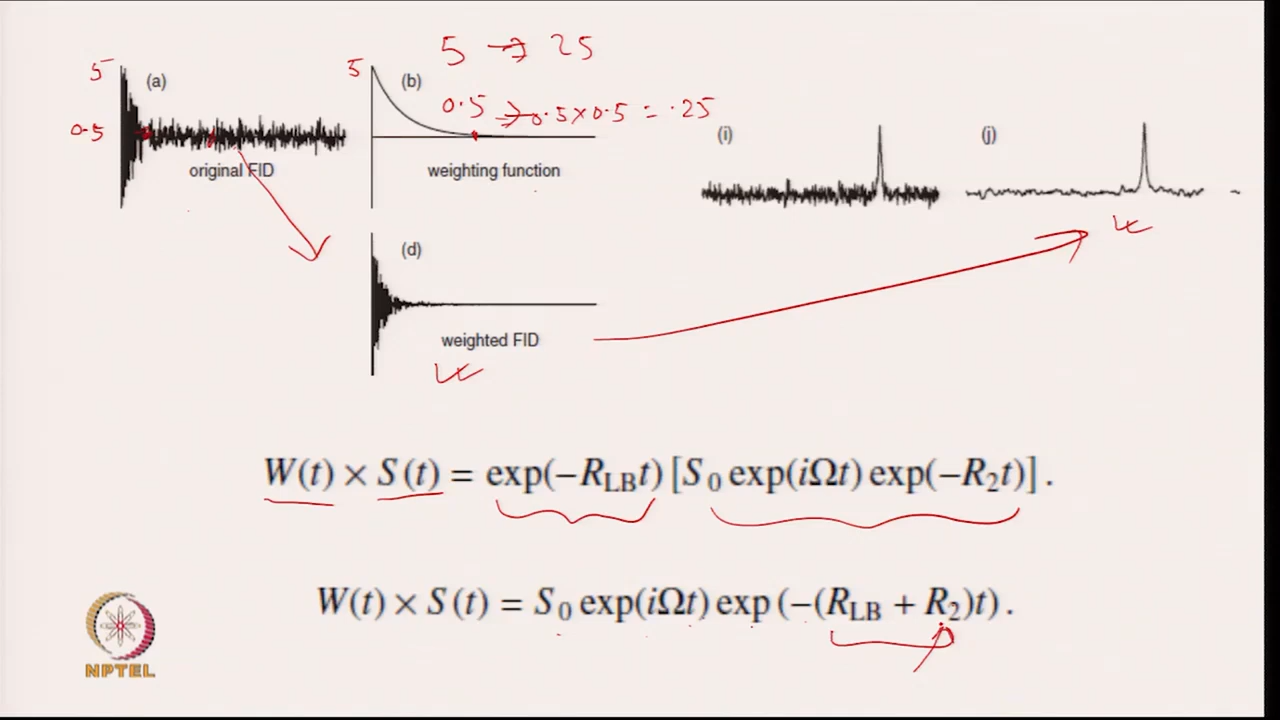 5 → 25
5 (a)
5 (b)
0.5 → 0.5×0.5 = .25
0.5
original FID
weighting function
(i)
(j)
(d)
weighted FID
W(t) × S(t) = exp(−R_LB t) [S_0 exp(iΩt) exp(−R_2 t)] .
W(t) × S(t) = S_0 exp(iΩt) exp (−(R_LB + R_2)t) .
NPTEL